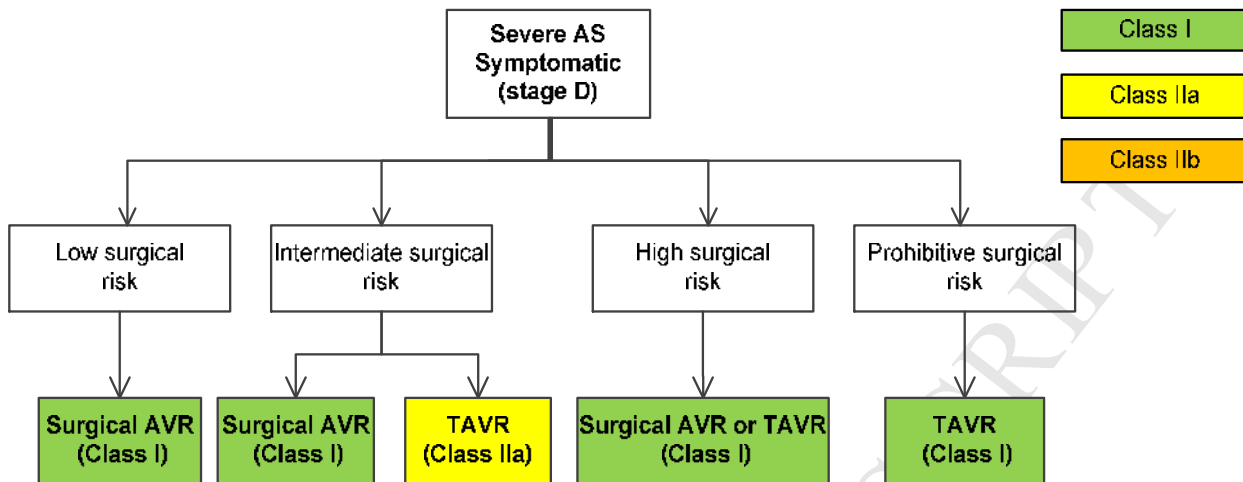 Severe AS
Symptomatic
(stage D)
Class I
Class IIa
Class IIb
Low surgical
risk
Intermediate surgical
risk
High surgical
risk
Prohibitive surgical
risk
Surgical AVR
(Class I)
Surgical AVR
(Class I)
TAVR
(Class IIa)
Surgical AVR or TAVR
(Class I)
TAVR
(Class I)
CRIPT